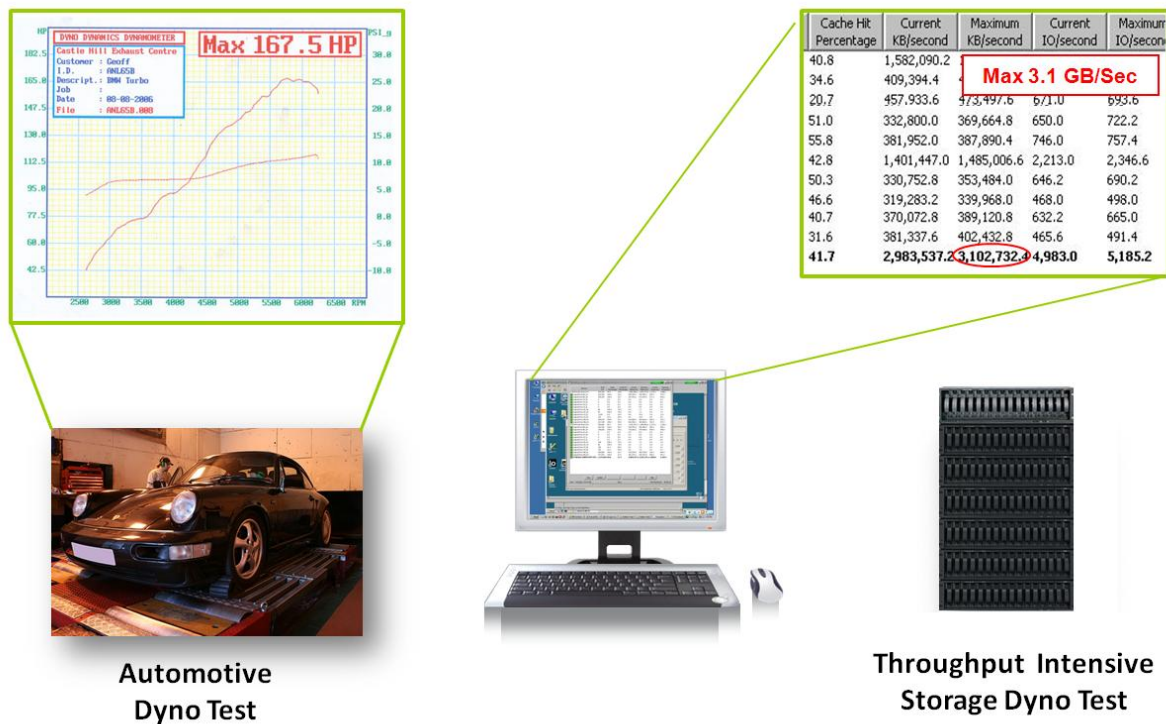 HP
DYNO DYNAMICS DYNAMOMETER
Castle Hill Exhaust Centre
Customer : Geoff
I.D. : ANL65B
Descript.: BMW Turbo
Job :
Date : 08-08-2006
File : ANL65B.008
Max 167.5 HP
PSI_g
182.5
165.0
147.5
130.0
112.5
95.0
77.5
60.0
42.5
30.0
25.0
20.0
15.0
10.0
5.0
0.0
-5.0
-10.0
2500 3000 3500 4000 4500 5000 5500 6000 6500 RPM
Cache Hit Percentage Current KB/second Maximum KB/second Current IO/second Maximum IO/second
40.8 1,582,090.2
34.6 409,394.4
Max 3.1 GB/Sec
20.7 457,933.6 473,497.6 671.0 693.6
51.0 332,800.0 369,664.8 650.0 722.2
55.8 381,952.0 387,890.4 746.0 757.4
42.8 1,401,447.0 1,485,006.6 2,213.0 2,346.6
50.3 330,752.8 353,484.0 646.2 690.2
46.6 319,283.2 339,968.0 468.0 498.0
40.7 370,072.8 389,120.8 632.2 665.0
31.6 381,337.6 402,432.8 465.6 491.4
41.7 2,983,537.2 3,102,732.4 4,983.0 5,185.2
Automotive
Dyno Test
Throughput Intensive
Storage Dyno Test